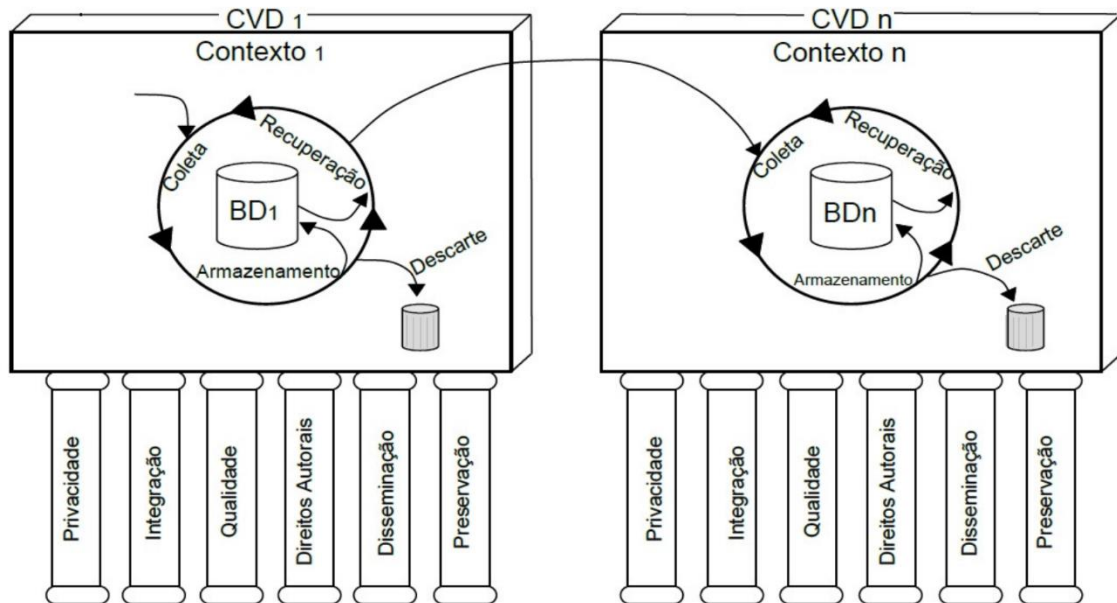 CVD 1
Contexto 1
Coleta
Recuperação
BD1
Armazenamento
Descarte
Privacidade
Integração
Qualidade
Direitos Autorais
Disseminação
Preservação
CVD n
Contexto n
Coleta
Recuperação
BDn
Armazenamento
Descarte
Privacidade
Integração
Qualidade
Direitos Autorais
Disseminação
Preservação